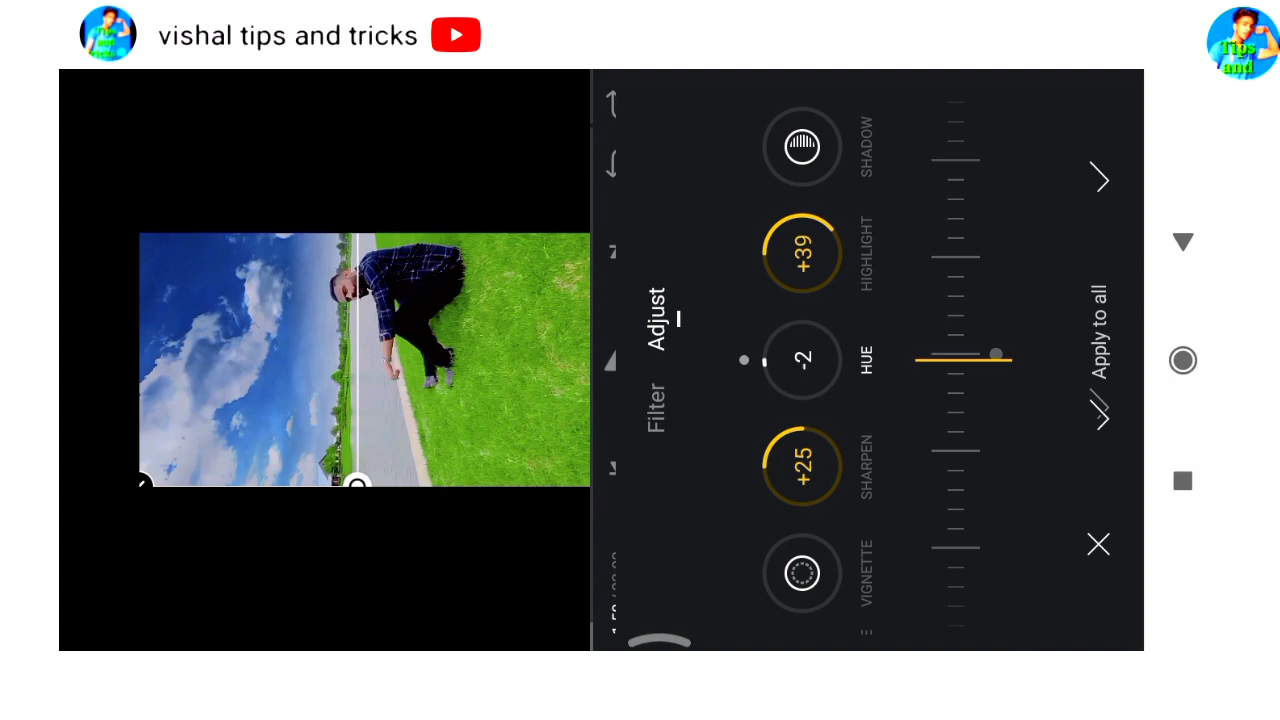 vishal tips and tricks
Tips
and
Filter Adjust
+25
-2
+39
VIGNETTE
SHARPEN
HUE
HIGHLIGHT
SHADOW
Apply to all